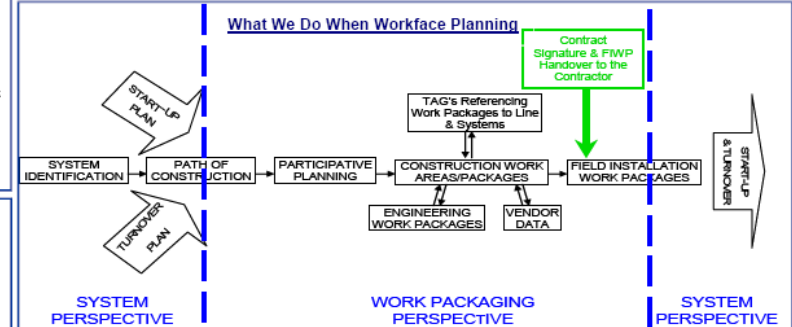 What We Do When Workface Planning
Contract
Signature & FIWP
Handover to the
Contractor
START-UP
PLAN
TAG's Referencing
Work Packages to Line
& Systems
SYSTEM
IDENTIFICATION
PATH OF
CONSTRUCTION
PARTICIPATIVE
PLANNING
CONSTRUCTION WORK
AREAS/PACKAGES
FIELD INSTALLATION
WORK PACKAGES
START-UP
& TURNOVER
TURNOVER
PLAN
ENGINEERING
WORK PACKAGES
VENDOR
DATA
SYSTEM
PERSPECTIVE
WORK PACKAGING
PERSPECTIVE
SYSTEM
PERSPECTIVE